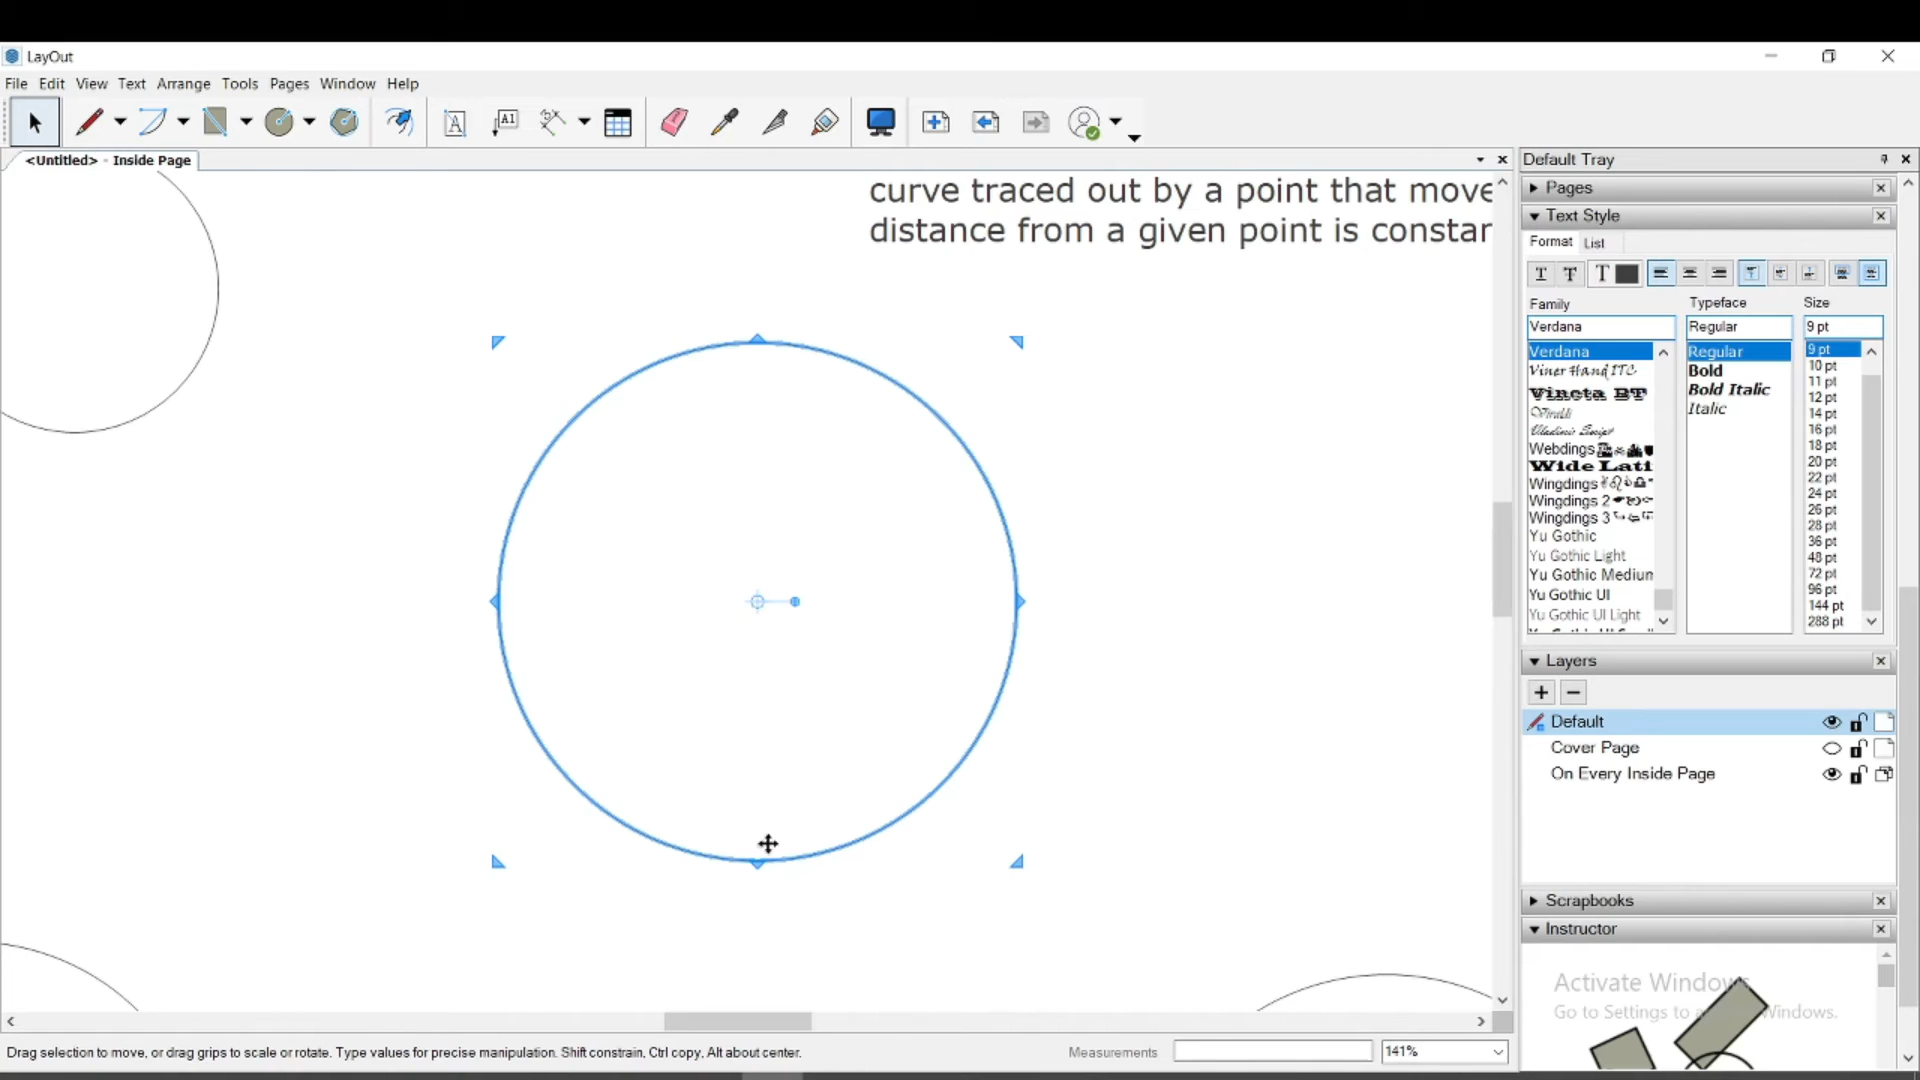 LayOut
File Edit View Text Arrange Tools Pages Window Help
<Untitled> - Inside Page
curve traced out by a point that move
distance from a given point is constan
Default Tray
Pages
Text Style
Format List
Family Typeface Size
Verdana Regular 9 pt
Verdana
Viner Hand ITC
Vineta BT
Vivaldi
Vladimir Script
Webdings
Wide Lati
Wingdings
Wingdings 2
Wingdings 3
Yu Gothic
Yu Gothic Light
Yu Gothic Medium
Yu Gothic UI
Yu Gothic UI Light
Regular
Bold
Bold Italic
Italic
9 pt
10 pt
11 pt
12 pt
14 pt
16 pt
18 pt
20 pt
22 pt
24 pt
26 pt
28 pt
36 pt
48 pt
72 pt
96 pt
144 pt
288 pt
Layers
Default
Cover Page
On Every Inside Page
Scrapbooks
Instructor
Activate Windows
Go to Settings to a Windows.
Drag selection to move, or drag grips to scale or rotate. Type values for precise manipulation. Shift constrain, Ctrl copy, Alt about center.
Measurements
141%